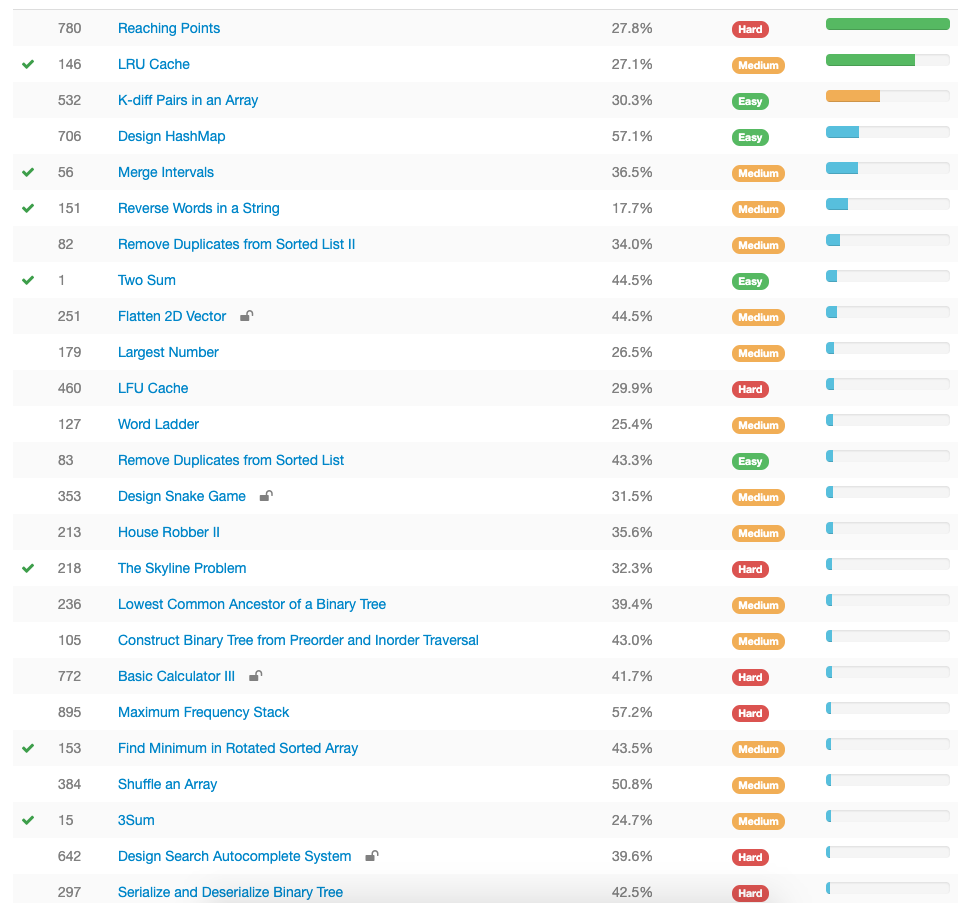 780 Reaching Points 27.8% Hard
146 LRU Cache 27.1% Medium
532 K-diff Pairs in an Array 30.3% Easy
706 Design HashMap 57.1% Easy
56 Merge Intervals 36.5% Medium
151 Reverse Words in a String 17.7% Medium
82 Remove Duplicates from Sorted List II 34.0% Medium
1 Two Sum 44.5% Easy
251 Flatten 2D Vector 44.5% Medium
179 Largest Number 26.5% Medium
460 LFU Cache 29.9% Hard
127 Word Ladder 25.4% Medium
83 Remove Duplicates from Sorted List 43.3% Easy
353 Design Snake Game 31.5% Medium
213 House Robber II 35.6% Medium
218 The Skyline Problem 32.3% Hard
236 Lowest Common Ancestor of a Binary Tree 39.4% Medium
105 Construct Binary Tree from Preorder and Inorder Traversal 43.0% Medium
772 Basic Calculator III 41.7% Hard
895 Maximum Frequency Stack 57.2% Hard
153 Find Minimum in Rotated Sorted Array 43.5% Medium
384 Shuffle an Array 50.8% Medium
15 3Sum 24.7% Medium
642 Design Search Autocomplete System 39.6% Hard
297 Serialize and Deserialize Binary Tree 42.5% Hard